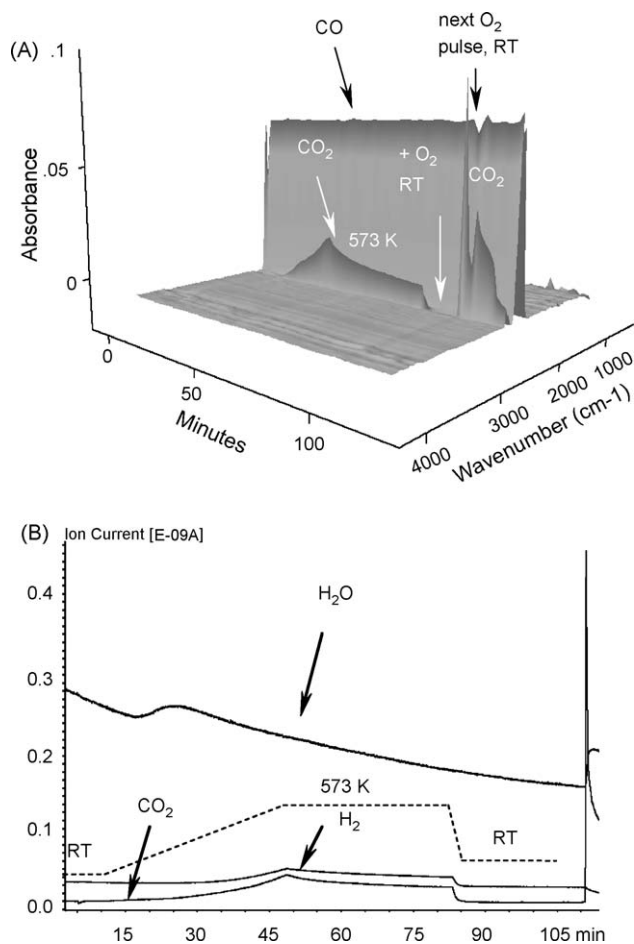 (A)
.1
CO
next O₂
pulse, RT
CO₂
+ O₂
RT
CO₂
573 K
.05
0
Absorbance
0
50
100
Minutes
4000
3000
2000
1000
Wavenumber (cm-1)
(B)
Ion Current [E-09A]
0.4
H₂O
0.3
0.2
573 K
CO₂
H₂
0.1
RT
RT
0.0
15 30 45 60 75 90 105 min